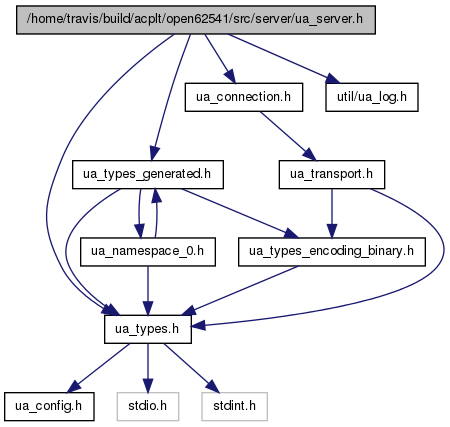 /home/travis/build/acplt/open62541/src/server/ua_server.h
ua_connection.h
util/ua_log.h
ua_types_generated.h
ua_transport.h
ua_namespace_0.h
ua_types_encoding_binary.h
ua_types.h
ua_config.h
stdio.h
stdint.h